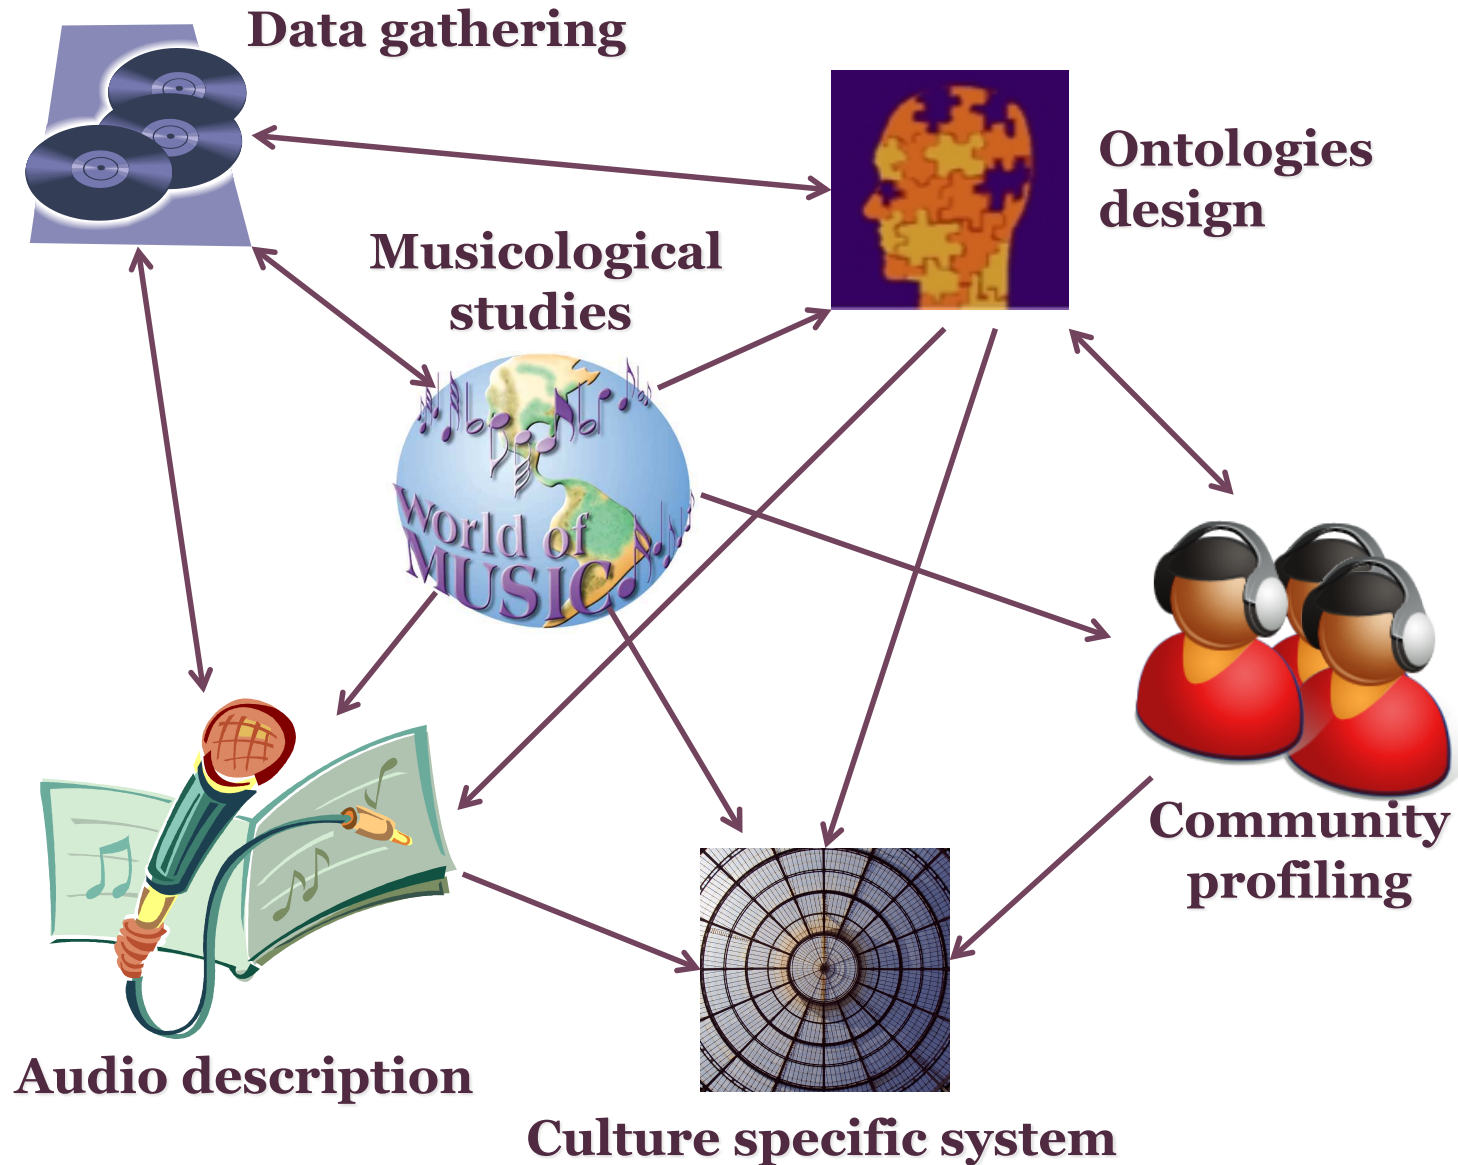 Data gathering
Ontologies
design
Musicological
studies
World of
MUSIC
Community
profiling
Audio description
Culture specific system